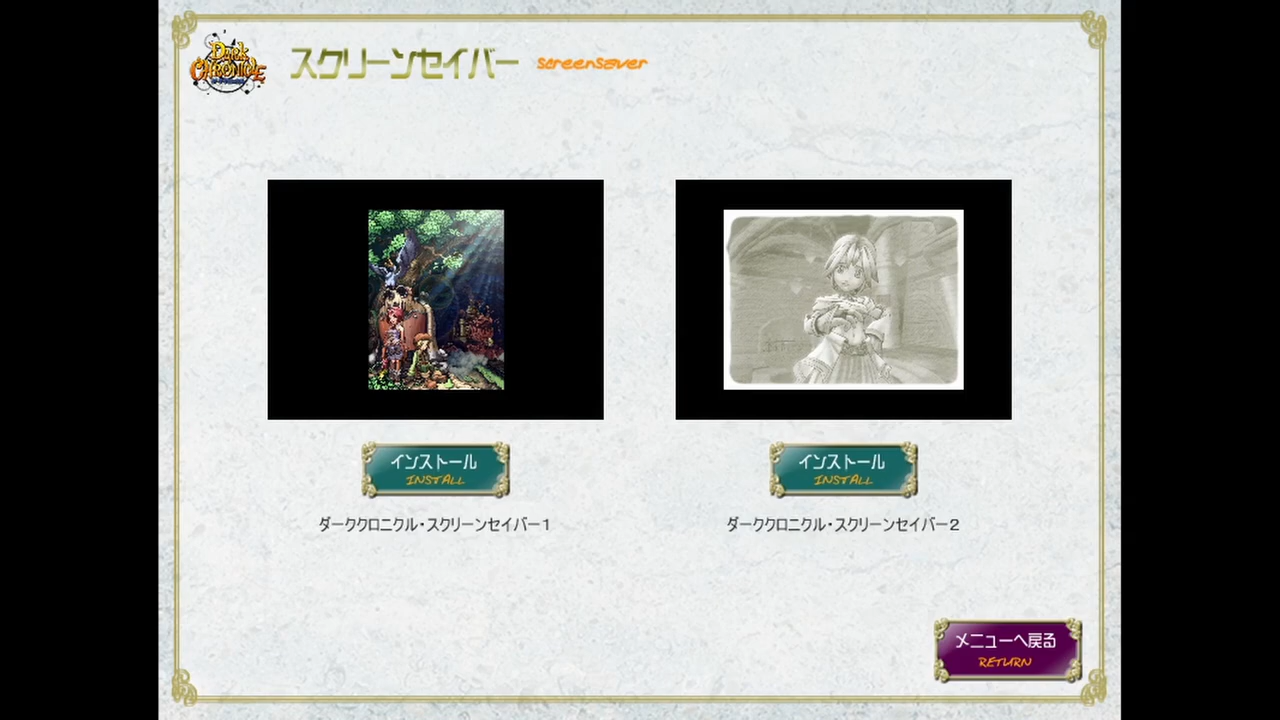 DARK CHRONICLE
スクリーンセイバー screensaver
インストール
INSTALL
ダーククロニクル・スクリーンセイバー1
インストール
INSTALL
ダーククロニクル・スクリーンセイバー2
メニューへ戻る
RETURN